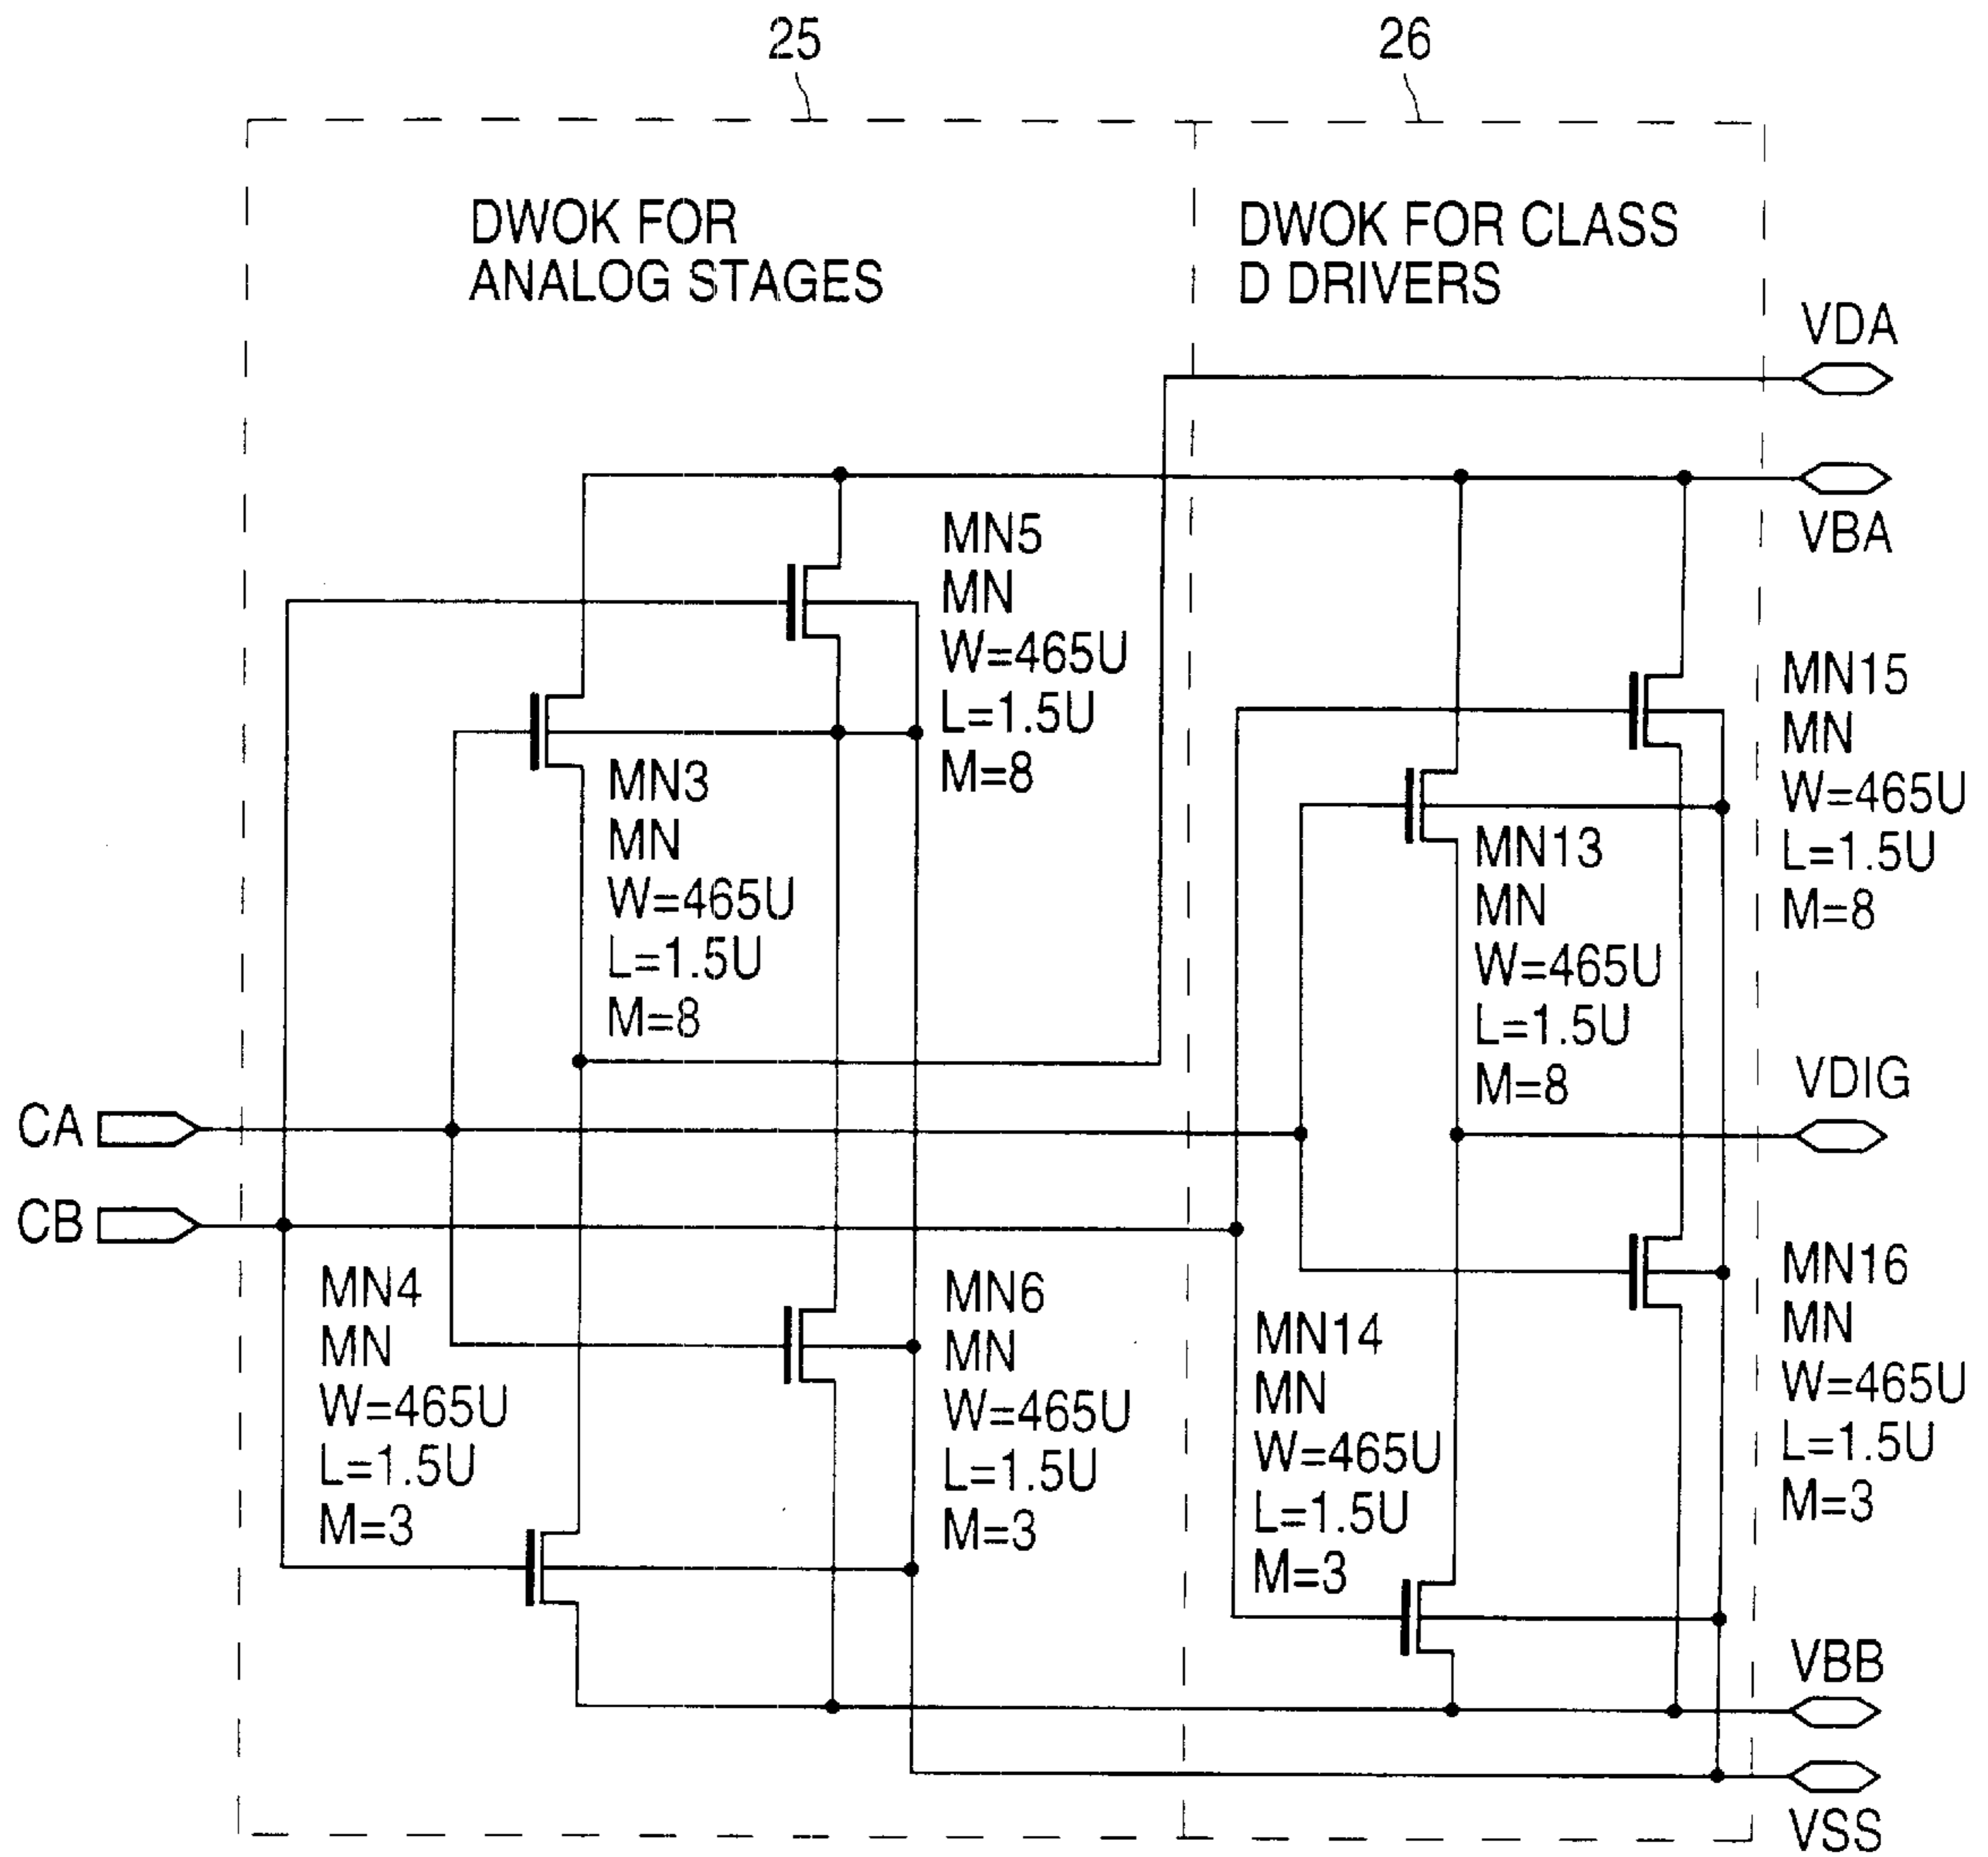 25
26
DWOK FOR
ANALOG STAGES
DWOK FOR CLASS
D DRIVERS
VDA
VBA
MN5
MN
W=465U
L=1.5U
M=8
MN15
MN
W=465U
L=1.5U
M=8
MN3
MN
W=465U
L=1.5U
M=8
MN13
MN
W=465U
L=1.5U
M=8
VDIG
CA
CB
MN4
MN
W=465U
L=1.5U
M=3
MN6
MN
W=465U
L=1.5U
M=3
MN14
MN
W=465U
L=1.5U
M=3
MN16
MN
W=465U
L=1.5U
M=3
VBB
VSS